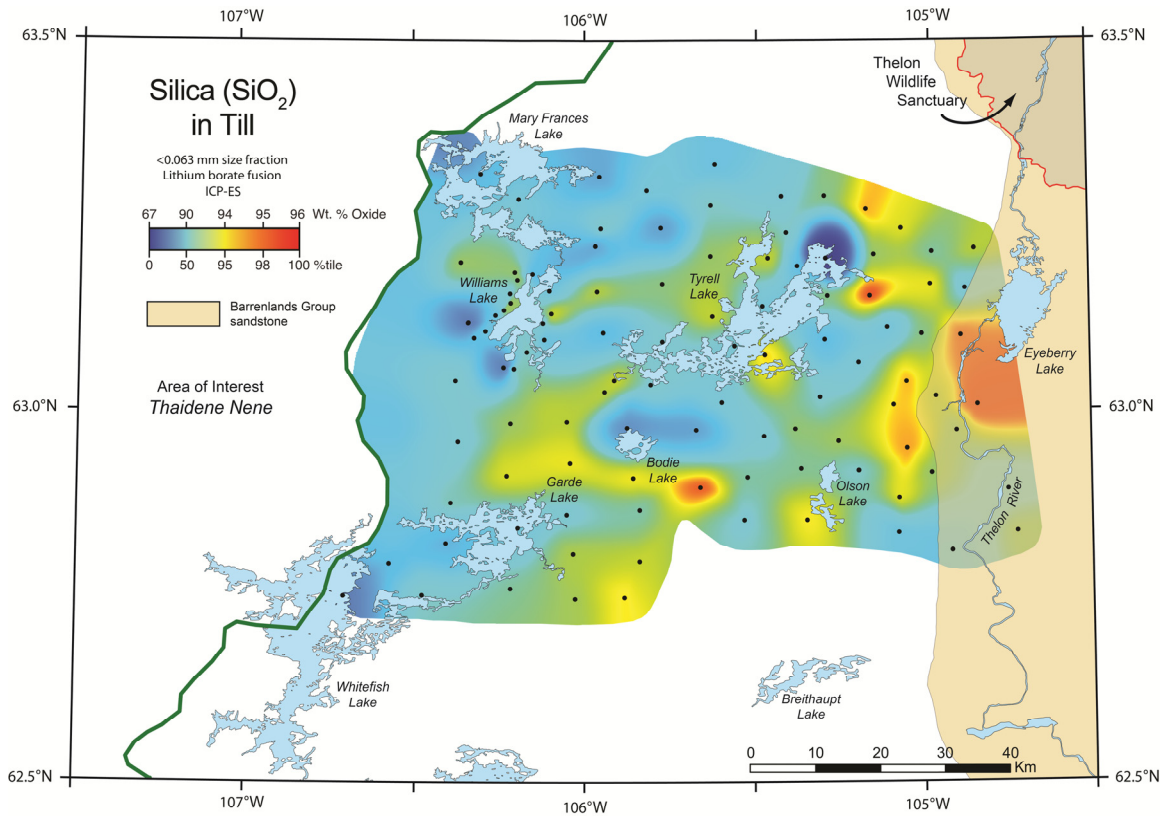 107°W 106°W 105°W
63.5°N 63.5°N
Silica (SiO₂)
in Till
<0.063 mm size fraction
Lithium borate fusion
ICP-ES
67 90 94 95 96 Wt. % Oxide
0 50 95 98 100 %tile
Barrenlands Group
sandstone
Area of Interest
Thaidene Nene
Thelon
Wildlife
Sanctuary
Mary Frances
Lake
Williams
Lake
Tyrell
Lake
Eyeberry
Lake
63.0°N 63.0°N
Bodie
Lake
Garde
Lake
Olson
Lake
Thelon River
Whitefish
Lake
Breithaupt
Lake
0 10 20 30 40
Km
62.5°N 62.5°N
107°W 106°W 105°W